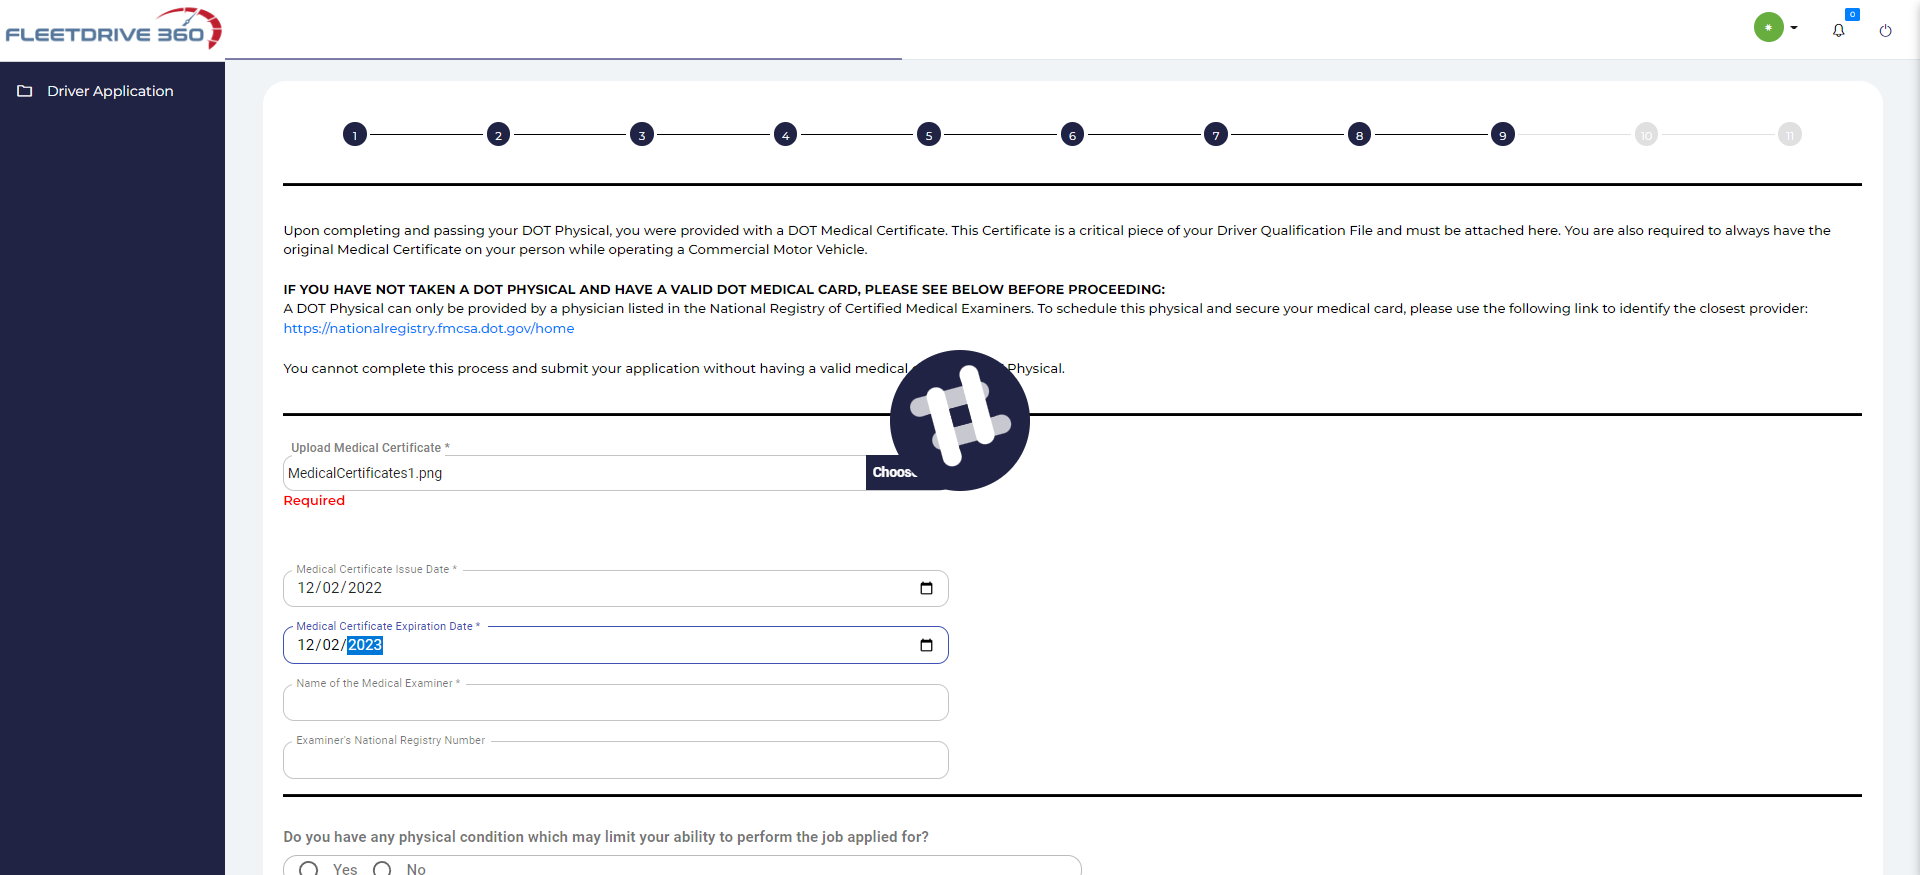 FLEETDRIVE 360
0
Driver Application
1 2 3 4 5 6 7 8 9 10 11
Upon completing and passing your DOT Physical, you were provided with a DOT Medical Certificate. This Certificate is a critical piece of your Driver Qualification File and must be attached here. You are also required to always have the
original Medical Certificate on your person while operating a Commercial Motor Vehicle.
IF YOU HAVE NOT TAKEN A DOT PHYSICAL AND HAVE A VALID DOT MEDICAL CARD, PLEASE SEE BELOW BEFORE PROCEEDING:
A DOT Physical can only be provided by a physician listed in the National Registry of Certified Medical Examiners. To schedule this physical and secure your medical card, please use the following link to identify the closest provider:
https://nationalregistry.fmcsa.dot.gov/home
You cannot complete this process and submit your application without having a valid medical Physical.
Upload Medical Certificate *
MedicalCertificates1.png
Choose
Required
Medical Certificate Issue Date *
12/02/2022
Medical Certificate Expiration Date *
12/02/2023
Name of the Medical Examiner *
Examiner's National Registry Number
Do you have any physical condition which may limit your ability to perform the job applied for?
Yes No